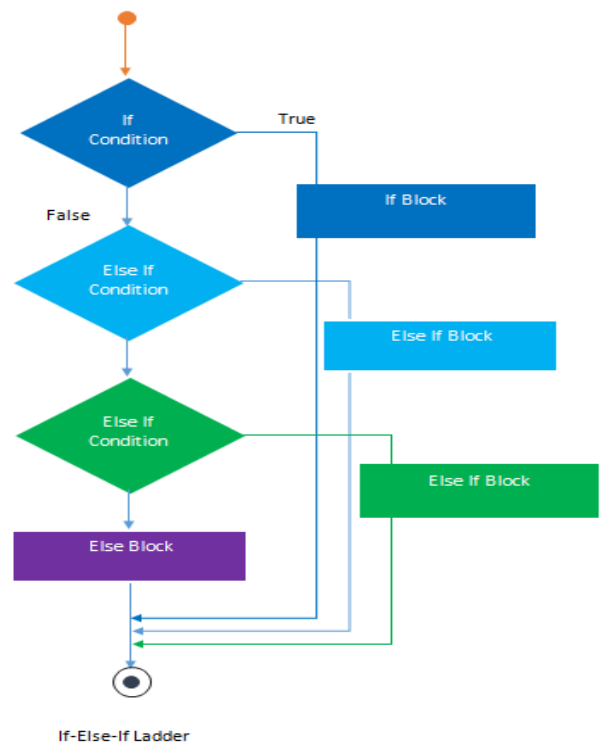 If
Condition
True
If Block
False
Else If
Condition
Else If Block
Else If
Condition
Else If Block
Else Block
If-Else-If Ladder